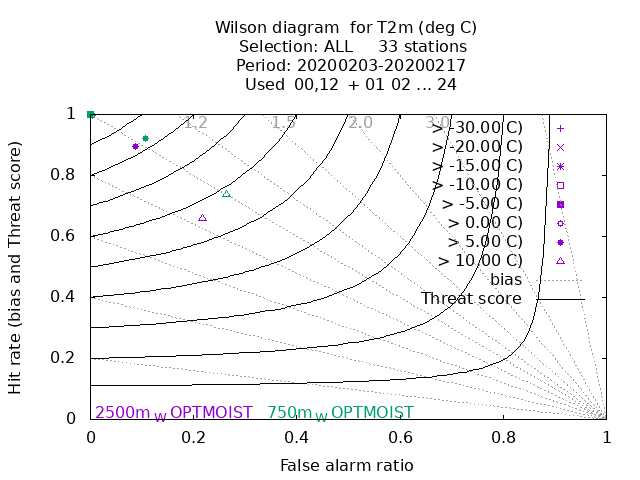 Wilson diagram for T2m (deg C)
Selection: ALL 33 stations
Period: 20200203-20200217
Used 00,12 + 01 02 ... 24
Hit rate (bias and Threat score)
1
0.8
0.6
0.4
0.2
0
1.2 1.5 2.0 3.0
> -30.00 C)
> -20.00 C)
> -15.00 C)
> -10.00 C)
> -5.00 C)
> 0.00 C)
> 5.00 C)
> 10.00 C)
bias
Threat score
2500m_W OPTMOIST 750m_W OPTMOIST
0 0.2 0.4 0.6 0.8 1
False alarm ratio